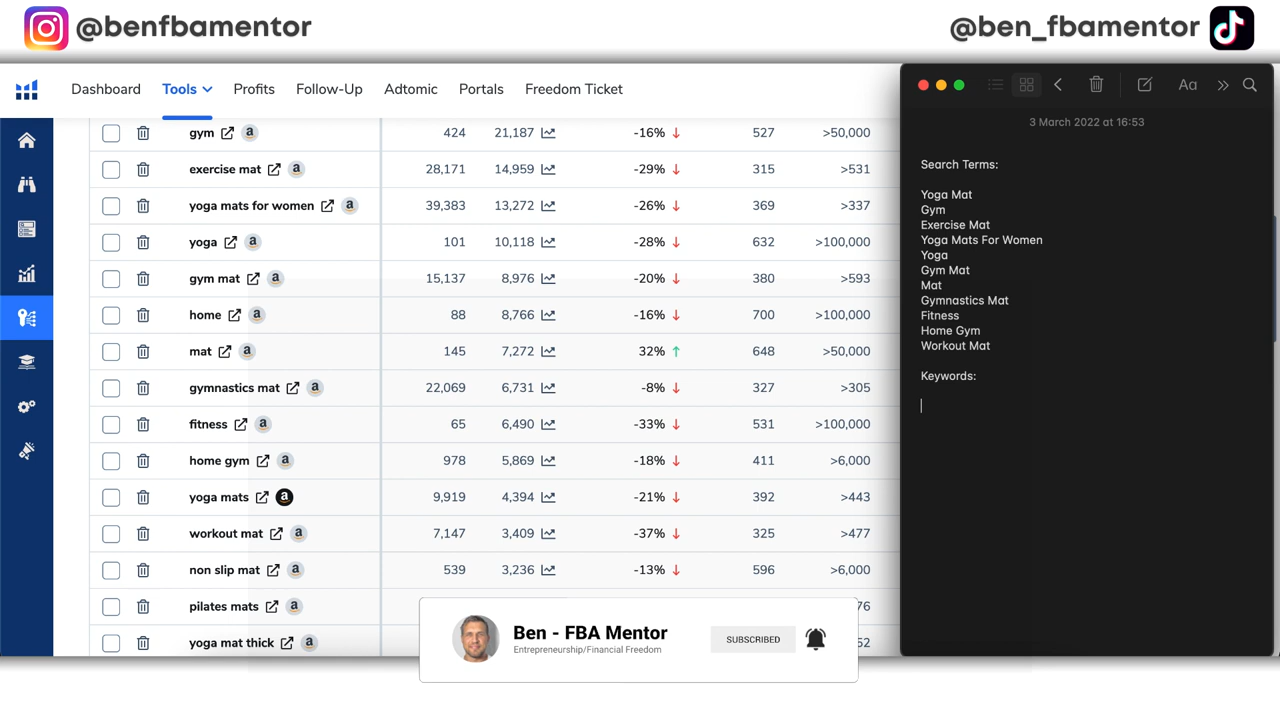 @benfbamentor
@ben_fbamentor
Dashboard Tools Profits Follow-Up Adtomic Portals Freedom Ticket
gym a 424 21,187 -16% ↓ 527 >50,000
exercise mat a 28,171 14,959 -29% ↓ 315 >531
yoga mats for women a 39,383 13,272 -26% ↓ 369 >337
yoga a 101 10,118 -28% ↓ 632 >100,000
gym mat a 15,137 8,976 -20% ↓ 380 >593
home a 88 8,766 -16% ↓ 700 >100,000
mat a 145 7,272 32% ↑ 648 >50,000
gymnastics mat a 22,069 6,731 -8% ↓ 327 >305
fitness a 65 6,490 -33% ↓ 531 >100,000
home gym a 978 5,869 -18% ↓ 411 >6,000
yoga mats a 9,919 4,394 -21% ↓ 392 >443
workout mat a 7,147 3,409 -37% ↓ 325 >477
non slip mat a 539 3,236 -13% ↓ 596 >6,000
pilates mats a 76
yoga mat thick a 52
Aa
3 March 2022 at 16:53
Search Terms:
Yoga Mat
Gym
Exercise Mat
Yoga Mats For Women
Yoga
Gym Mat
Mat
Gymnastics Mat
Fitness
Home Gym
Workout Mat
Keywords:
Ben - FBA Mentor
Entrepreneurship/Financial Freedom
SUBSCRIBED